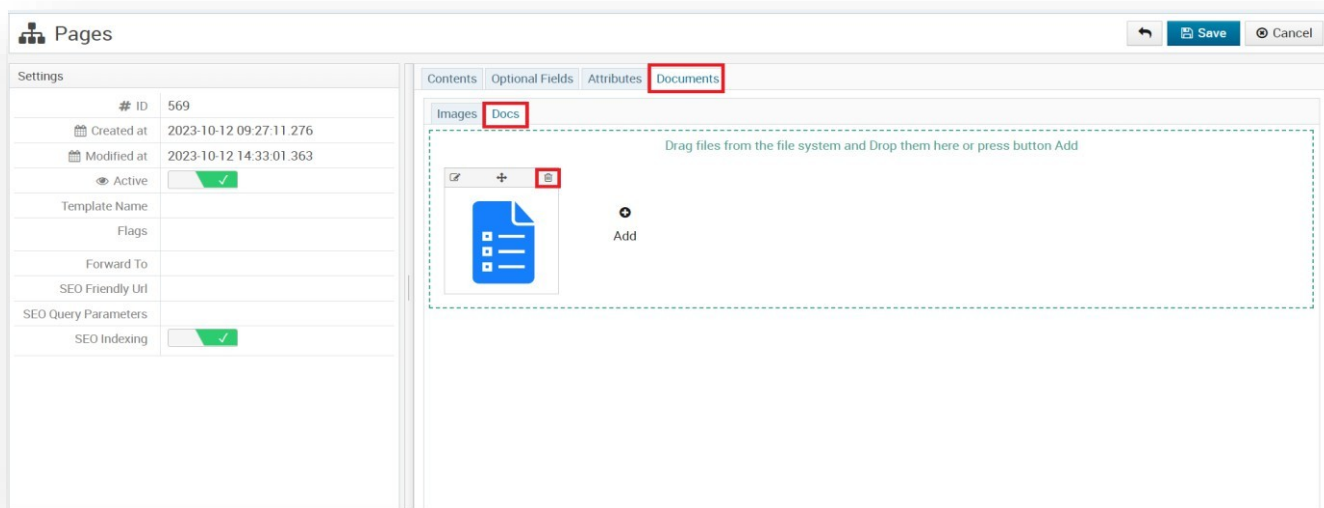 Pages
Save
Cancel
Settings
# ID 569
Created at 2023-10-12 09:27:11.276
Modified at 2023-10-12 14:33:01.363
Active
Template Name
Flags
Forward To
SEO Friendly Url
SEO Query Parameters
SEO Indexing
Contents Optional Fields Attributes Documents
Images Docs
Drag files from the file system and Drop them here or press button Add
Add